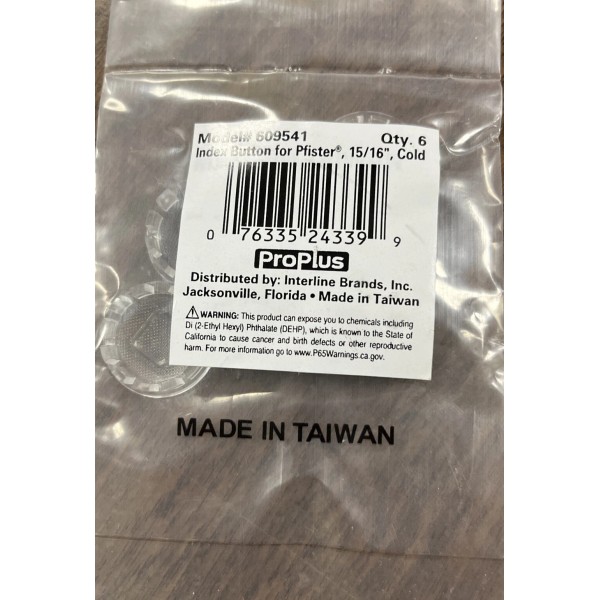 Model# 609541 Qty. 6
Index Button for Pfister®, 15/16", Cold
0 76335 24339 9
ProPlus
Distributed by: Interline Brands, Inc.
Jacksonville, Florida • Made in Taiwan
⚠WARNING: This product can expose you to chemicals including
Di (2-Ethyl Hexyl) Phthalate (DEHP), which is known to the State of
California to cause cancer and birth defects or other reproductive
harm. For more information go to www.P65Warnings.ca.gov.
MADE IN TAIWAN